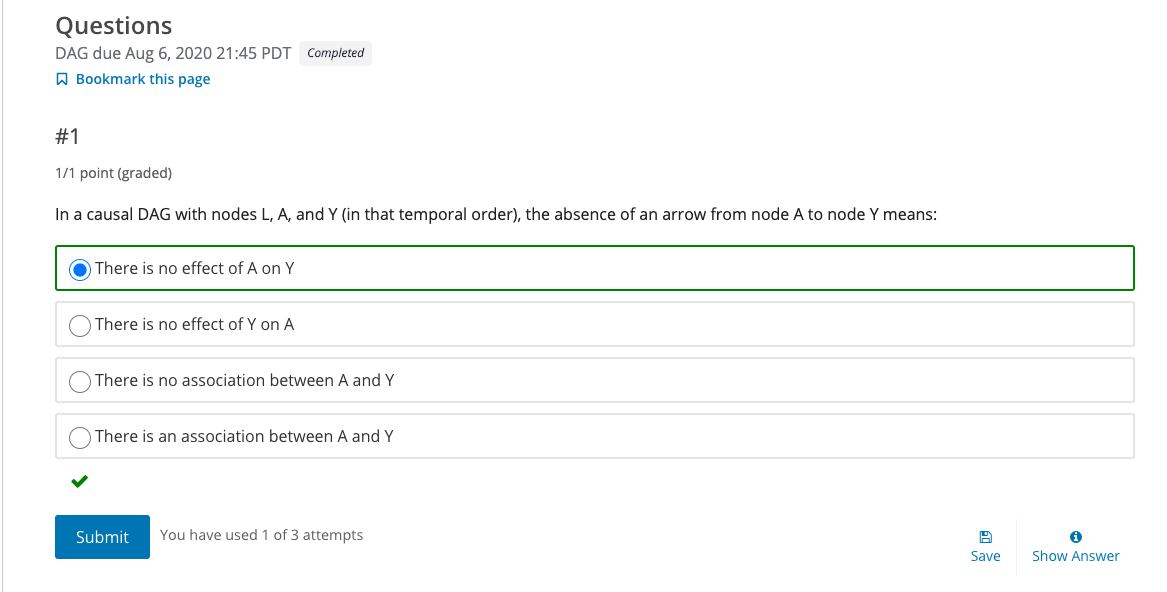 Questions
DAG due Aug 6, 2020 21:45 PDT Completed
Bookmark this page
#1
1/1 point (graded)
In a causal DAG with nodes L, A, and Y (in that temporal order), the absence of an arrow from node A to node Y means:
There is no effect of A on Y
There is no effect of Y on A
There is no association between A and Y
There is an association between A and Y
Submit You have used 1 of 3 attempts
Save Show Answer